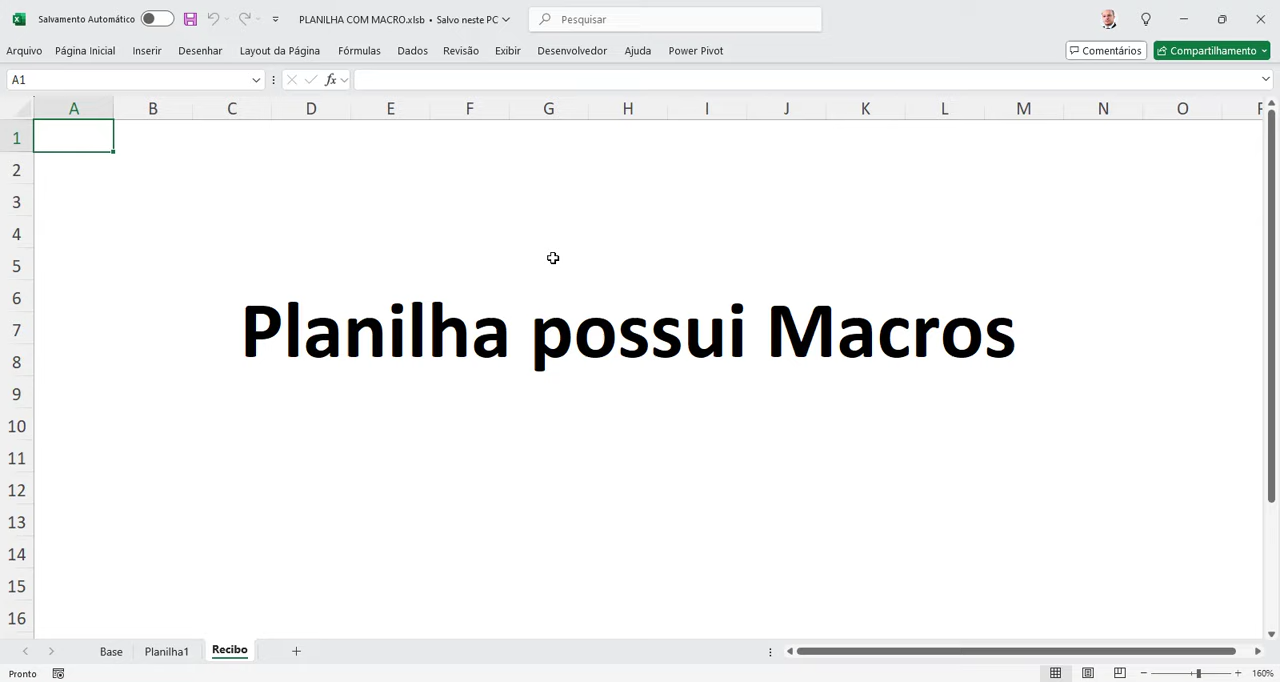 Salvamento Automático PLANILHA COM MACRO.xlsb • Salvo neste PC Pesquisar
Arquivo Página Inicial Inserir Desenhar Layout da Página Fórmulas Dados Revisão Exibir Desenvolvedor Ajuda Power Pivot Comentários Compartilhamento
A1 fx
A B C D E F G H I J K L M N O P
1
2
3
4
5
6
Planilha possui Macros
7
8
9
10
11
12
13
14
15
16
Base Planilha1 Recibo +
Pronto 160%